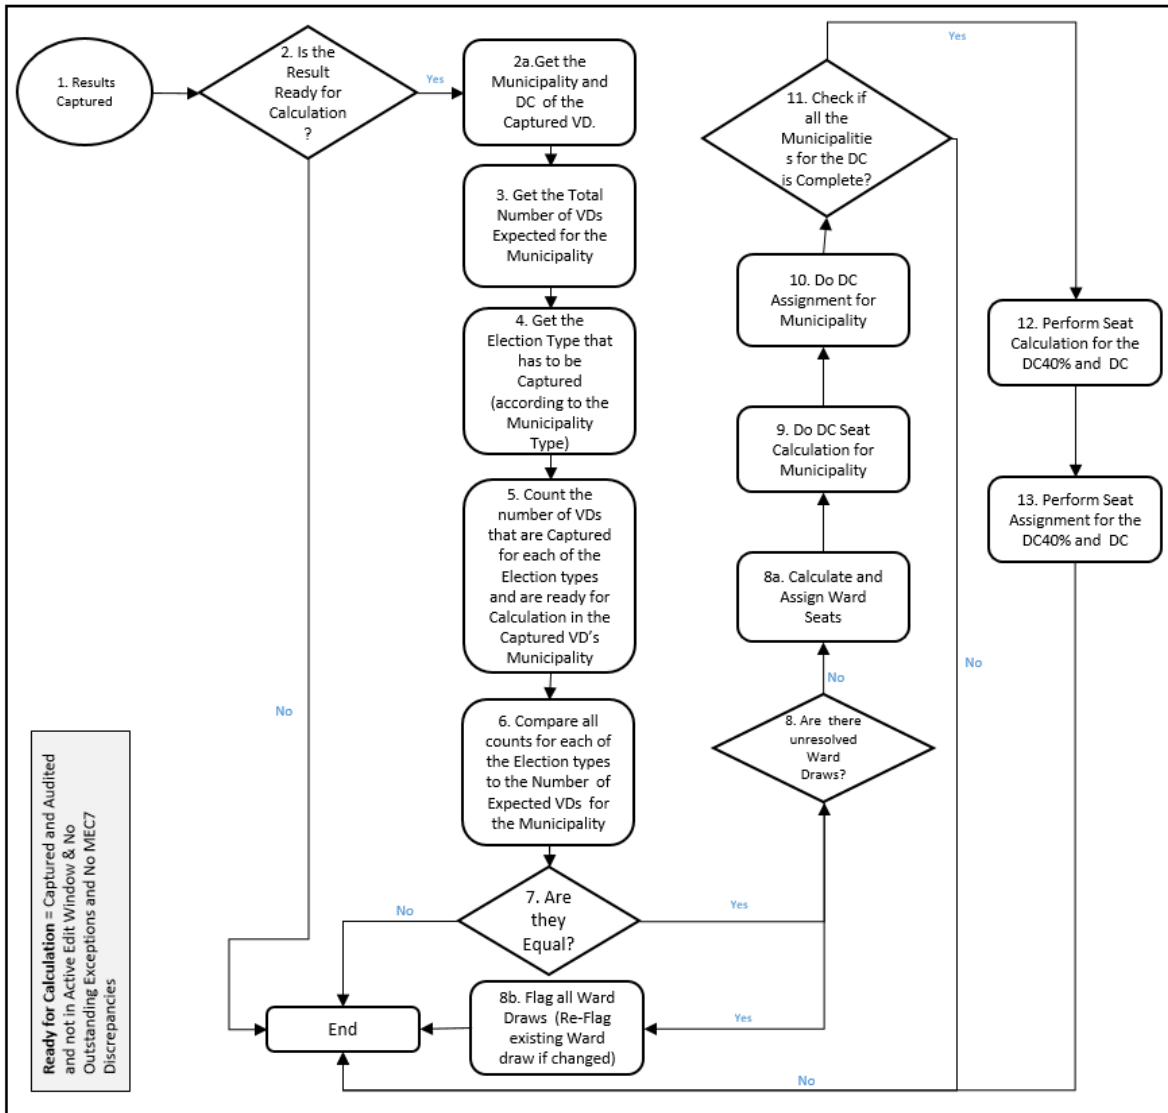 1. Results
Captured
2. Is the
Result
Ready for
Calculation
?
Yes
No
2a.Get the
Municipality and
DC of the
Captured VD.
3. Get the Total
Number of VDs
Expected for the
Municipality
4. Get the
Election Type that
has to be
Captured
(according to the
Municipality
Type)
5. Count the
number of VDs
that are Captured
for each of the
Election types
and are ready for
Calculation in the
Captured VD's
Municipality
6. Compare all
counts for each of
the Election types
to the Number of
Expected VDs for
the Municipality
7. Are
they
Equal?
No
Yes
8. Are there
unresolved
Ward
Draws?
No
Yes
8b. Flag all Ward
Draws (Re-Flag
existing Ward
draw if changed)
End
8a. Calculate and
Assign Ward
Seats
9. Do DC Seat
Calculation for
Municipality
10. Do DC
Assignment for
Municipality
11. Check if
all the
Municipalitie
s for the DC
is Complete?
Yes
No
12. Perform Seat
Calculation for the
DC40% and DC
13. Perform Seat
Assignment for the
DC40% and DC
No
Ready for Calculation = Captured and Audited
and not in Active Edit Window & No
Outstanding Exceptions and No MEC7
Discrepancies